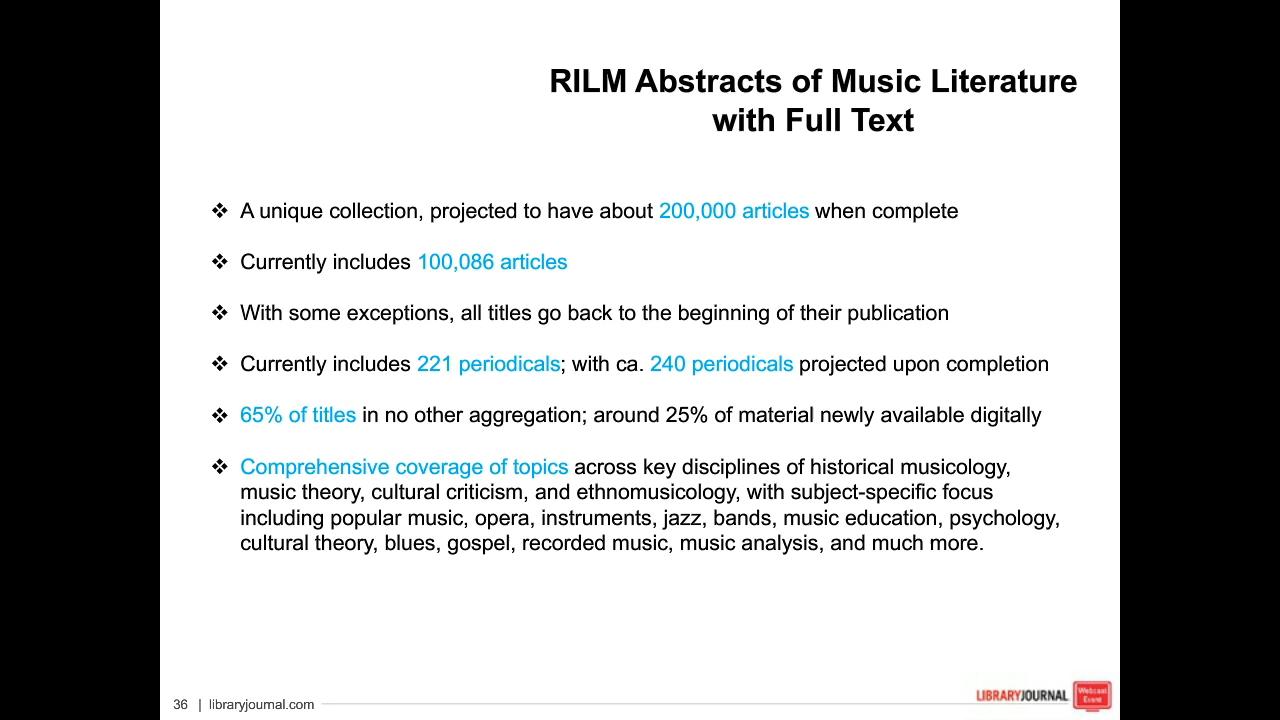 RILM Abstracts of Music Literature
with Full Text
❖ A unique collection, projected to have about 200,000 articles when complete
❖ Currently includes 100,086 articles
❖ With some exceptions, all titles go back to the beginning of their publication
❖ Currently includes 221 periodicals; with ca. 240 periodicals projected upon completion
❖ 65% of titles in no other aggregation; around 25% of material newly available digitally
❖ Comprehensive coverage of topics across key disciplines of historical musicology,
music theory, cultural criticism, and ethnomusicology, with subject-specific focus
including popular music, opera, instruments, jazz, bands, music education, psychology,
cultural theory, blues, gospel, recorded music, music analysis, and much more.
36 | libraryjournal.com
LIBRARYJOURNAL
Webcast
Event